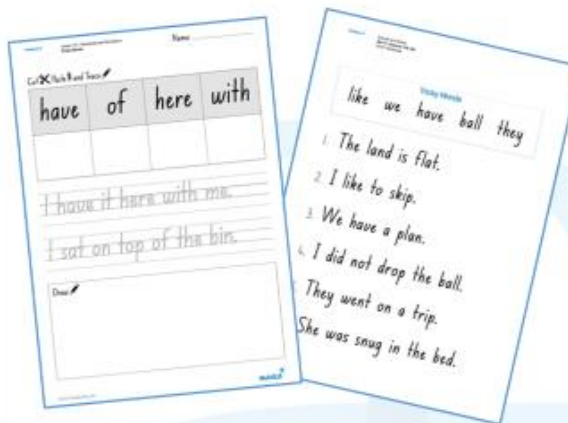 Name
Cut Paste and Trace
have of here with
I have it here with me.
I sat on top of the bin.
Draw
Tricky Words
like we have ball they
1. The land is flat.
2. I like to skip.
3. We have a plan.
4. I did not drop the ball.
They went on a trip.
She was snug in the bed.